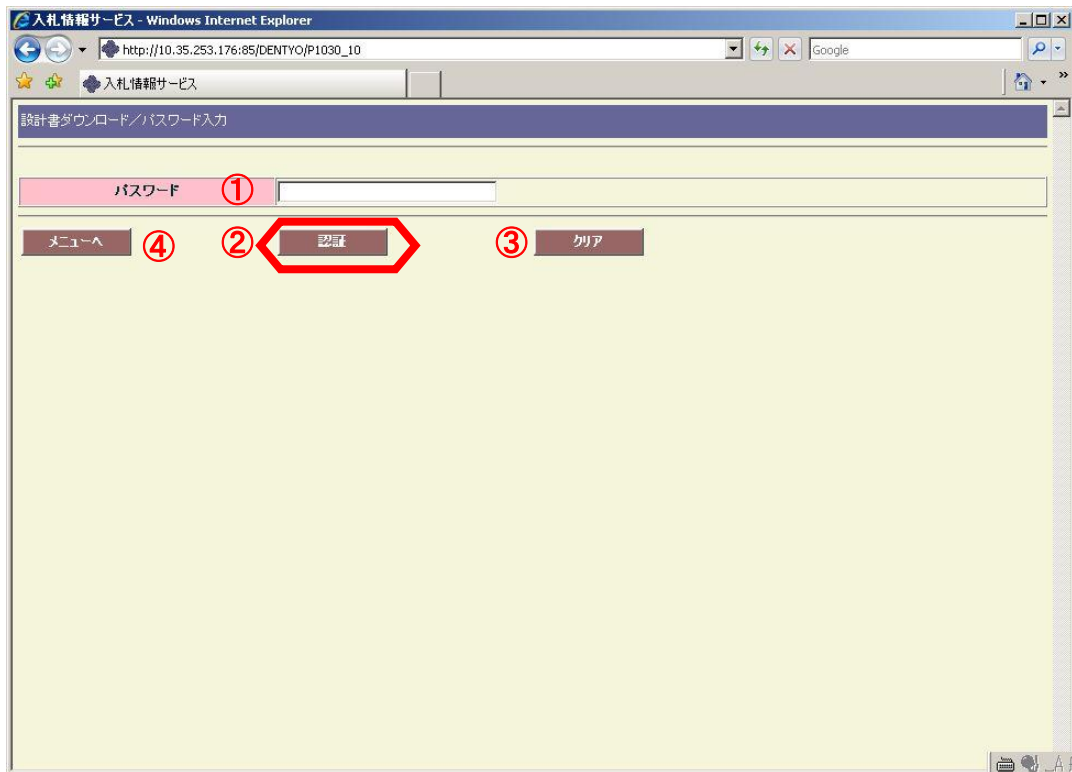 入札情報サービス - Windows Internet Explorer
http://10.35.253.176:85/DENTYO/P1030_10
Google
入札情報サービス
設計書ダウンロード／パスワード入力
パスワード ①
メニューへ ④ ② 認証 ③ クリア